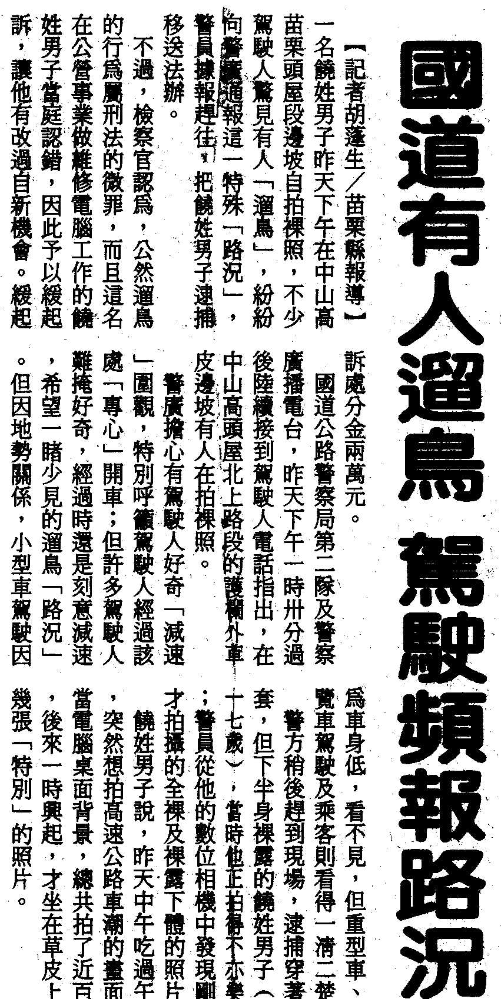 國道有人遛鳥 駕駛頻報路況
【記者胡蓬生／苗栗縣報導】
一名饒姓男子昨天下午在中山高
苗栗頭屋段邊坡自拍裸照，不少
駕駛人驚見有人「遛鳥」，紛紛
向警廣通報這一特殊「路況」，
警員據報趕往，把饒姓男子逮捕
移送法辦。
不過，檢察官認爲，公然遛鳥
的行爲屬刑法的微罪，而且這名
在公營事業做維修電腦工作的饒
姓男子當庭認錯，因此予以緩起
訴，讓他有改過自新機會。緩起
訴處分金兩萬元。
國道公路警察局第二隊及警察
廣播電台，昨天下午一時卅分過
後陸續接到駕駛人電話指出，在
中山高頭屋北上路段的護欄外草
皮邊坡有人在拍裸照。
警廣擔心有駕駛人好奇「減速
」圍觀，特別呼籲駕駛人經過該
處「專心」開車；但許多駕駛人
難掩好奇，經過時還是刻意減速
，希望一睹少見的遛鳥「路況」
。但因地勢關係，小型車駕駛因
爲車身低，看不見，但重型車、
覽車駕駛及乘客則看得一清二楚
警方稍後趕到現場，逮捕穿著
套，但下半身裸露的饒姓男子（
十七歲），當時他正拍得不亦樂
；警員從他的數位相機中發現剛
才拍攝的全裸及裸露下體的照片
饒姓男子說，昨天中午吃過午
，突然想拍高速公路車潮的畫面
當電腦桌面背景，總共拍了近百
，後來一時興起，才坐在草皮上
幾張「特別」的照片。